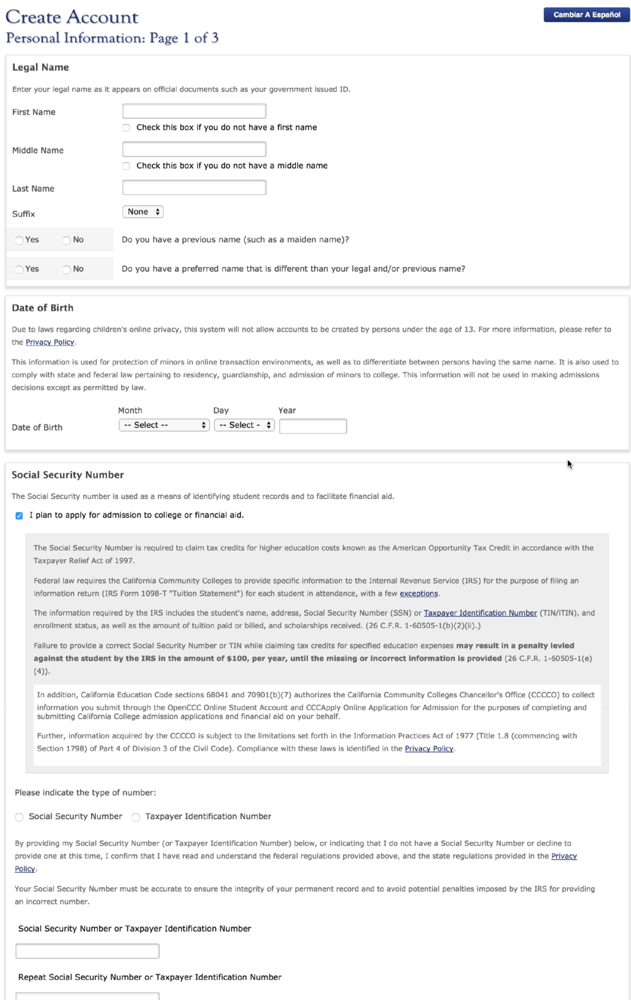 Create Account
Cambiar A Español
Personal Information: Page 1 of 3
Legal Name
Enter your legal name as it appears on official documents such as your government issued ID.
First Name
Check this box if you do not have a first name
Middle Name
Check this box if you do not have a middle name
Last Name
Suffix
None
Yes No Do you have a previous name (such as a maiden name)?
Yes No Do you have a preferred name that is different than your legal and/or previous name?
Date of Birth
Due to laws regarding children's online privacy, this system will not allow accounts to be created by persons under the age of 13. For more information, please refer to
the Privacy Policy.
This information is used for protection of minors in online transaction environments, as well as to differentiate between persons having the same name. It is also used to
comply with state and federal law pertaining to residency, guardianship, and admission of minors to college. This information will not be used in making admissions
decisions except as permitted by law.
Month Day Year
Date of Birth -- Select -- -- Select -
Social Security Number
The Social Security number is used as a means of identifying student records and to facilitate financial aid.
I plan to apply for admission to college or financial aid.
The Social Security Number is required to claim tax credits for higher education costs known as the American Opportunity Tax Credit in accordance with the
Taxpayer Relief Act of 1997.
Federal law requires the California Community Colleges to provide specific information to the Internal Revenue Service (IRS) for the purpose of filing an
information return (IRS Form 1098-T "Tuition Statement") for each student in attendance, with a few exceptions.
The information required by the IRS includes the student's name, address, Social Security Number (SSN) or Taxpayer Identification Number (TIN/iTIN), and
enrollment status, as well as the amount of tuition paid or billed, and scholarships received. (26 C.F.R. 1-60505-1(b)(2)(ii).)
Failure to provide a correct Social Security Number or TIN while claiming tax credits for specified education expenses may result in a penalty levied
against the student by the IRS in the amount of $100, per year, until the missing or incorrect information is provided (26 C.F.R. 1-60505-1(e)
(4)).
In addition, California Education Code sections 68041 and 70901(b)(7) authorizes the California Community Colleges Chancellor's Office (CCCCO) to collect
information you submit through the OpenCCC Online Student Account and CCCApply Online Application for Admission for the purposes of completing and
submitting California College admission applications and financial aid on your behalf.
Further, information acquired by the CCCCO is subject to the limitations set forth in the Information Practices Act of 1977 (Title 1.8 (commencing with
Section 1798) of Part 4 of Division 3 of the Civil Code). Compliance with these laws is identified in the Privacy Policy.
Please indicate the type of number:
Social Security Number Taxpayer Identification Number
By providing my Social Security Number (or Taxpayer Identification Number) below, or indicating that I do not have a Social Security Number or decline to
provide one at this time, I confirm that I have read and understand the federal regulations provided above, and the state regulations provided in the Privacy
Policy.
Your Social Security Number must be accurate to ensure the integrity of your permanent record and to avoid potential penalties imposed by the IRS for providing
an incorrect number.
Social Security Number or Taxpayer Identification Number
Repeat Social Security Number or Taxpayer Identification Number